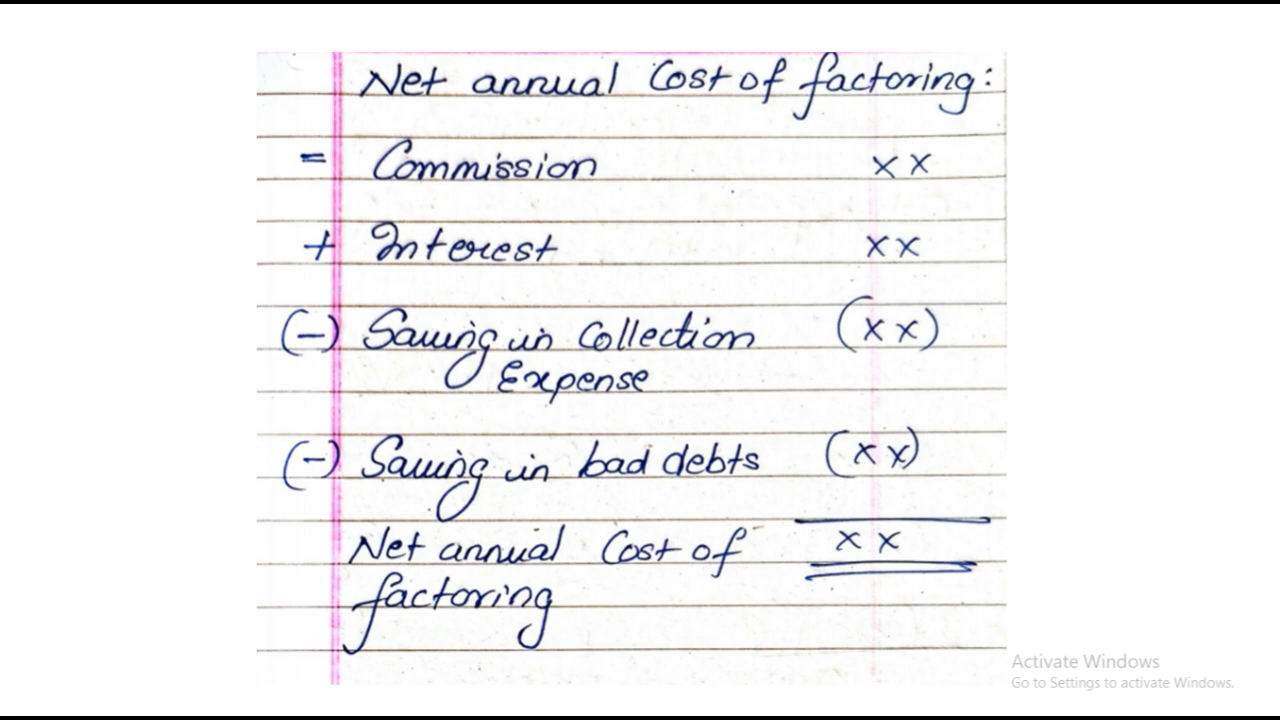 Net annual Cost of factoring:
= Commission xx
+ Interest xx
(-) Saving in Collection (xx)
Expense
(-) Saving in bad debts (xx)
Net annual Cost of xx
factoring
Activate Windows
Go to Settings to activate Windows.